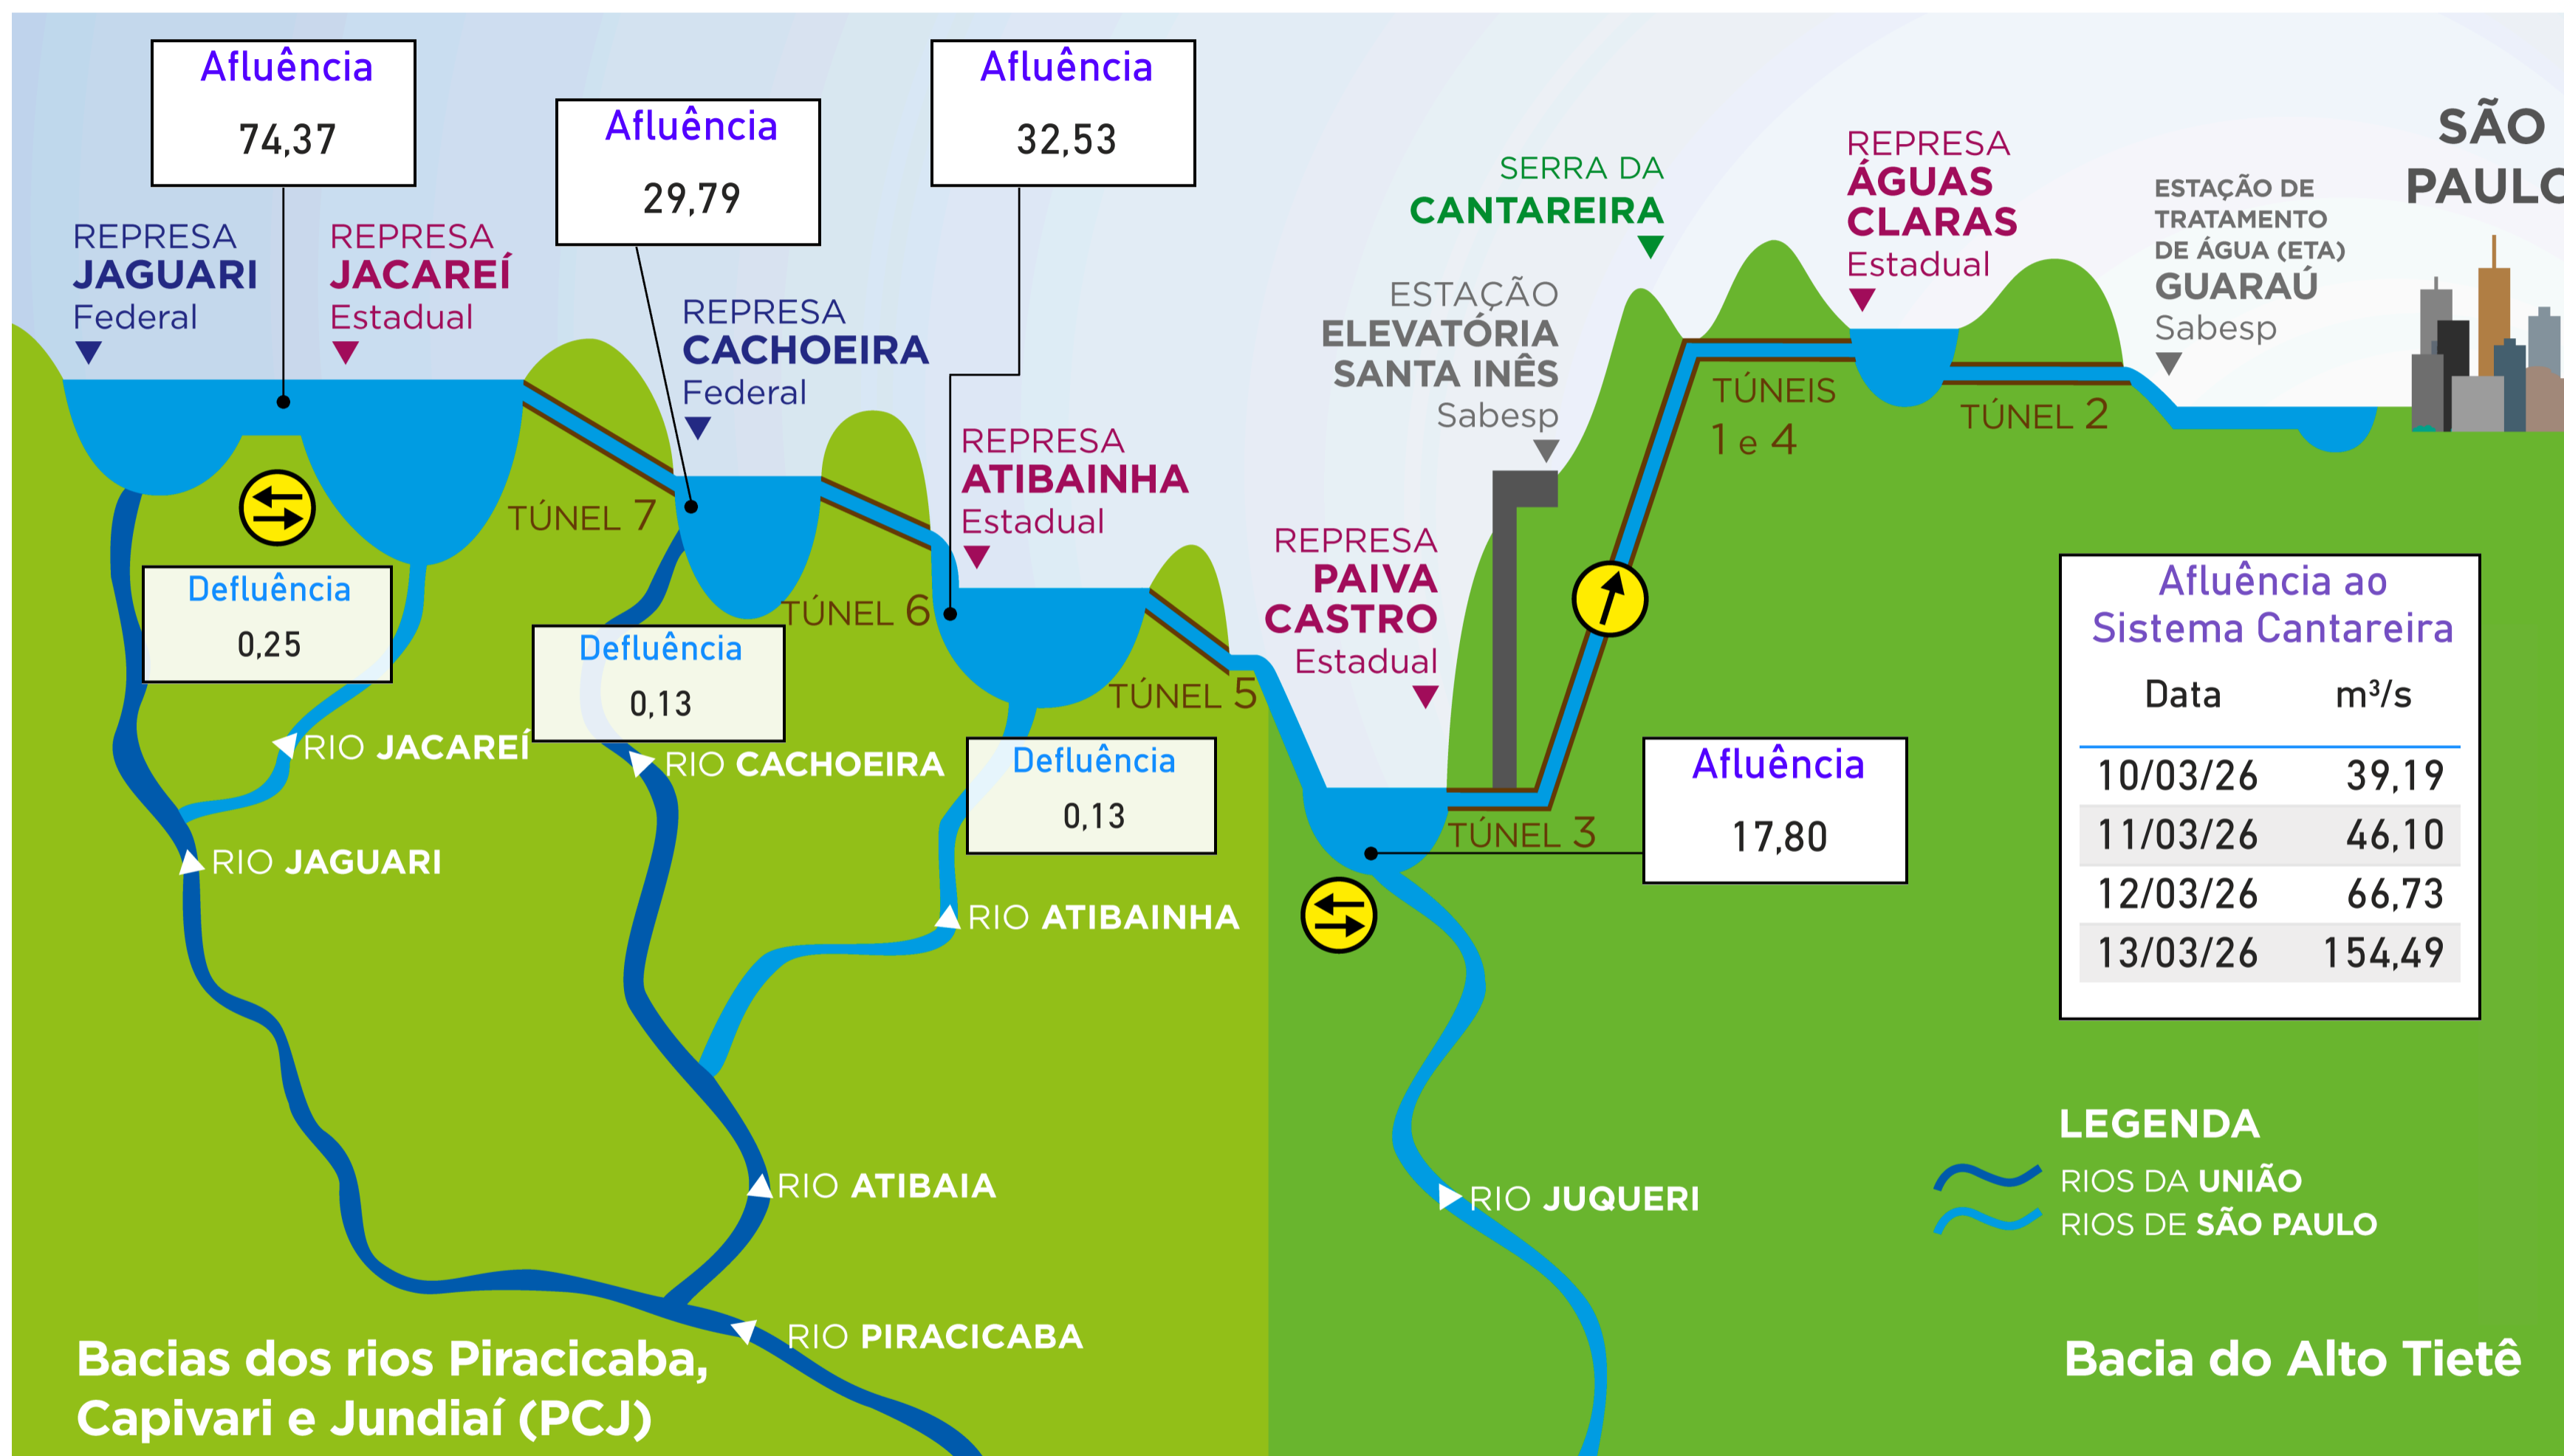 Afluência
74,37
Afluência
29,79
Afluência
32,53
REPRESA
JAGUARI
Federal
REPRESA
JACAREÍ
Estadual
REPRESA
CACHOEIRA
Federal
REPRESA
ATIBAINHA
Estadual
SERRA DA
CANTAREIRA
ESTAÇÃO
ELEVATÓRIA
SANTA INÊS
Sabesp
REPRESA
ÁGUAS
CLARAS
Estadual
ESTAÇÃO DE
TRATAMENTO
DE ÁGUA (ETA)
GUARAÚ
Sabesp
SÃO
PAULO
TÚNEIS
1 e 4
TÚNEL 2
TÚNEL 7
TÚNEL 6
TÚNEL 5
REPRESA
PAIVA
CASTRO
Estadual
TÚNEL 3
Defluência
0,25
Defluência
0,13
Defluência
0,13
Afluência
17,80
RIO JACAREÍ
RIO CACHOEIRA
RIO JAGUARI
RIO ATIBAINHA
RIO ATIBAIA
RIO JUQUERI
RIO PIRACICABA
Afluência ao
Sistema Cantareira
Data m³/s
10/03/26 39,19
11/03/26 46,10
12/03/26 66,73
13/03/26 154,49
LEGENDA
RIOS DA UNIÃO
RIOS DE SÃO PAULO
Bacias dos rios Piracicaba,
Capivari e Jundiaí (PCJ)
Bacia do Alto Tietê